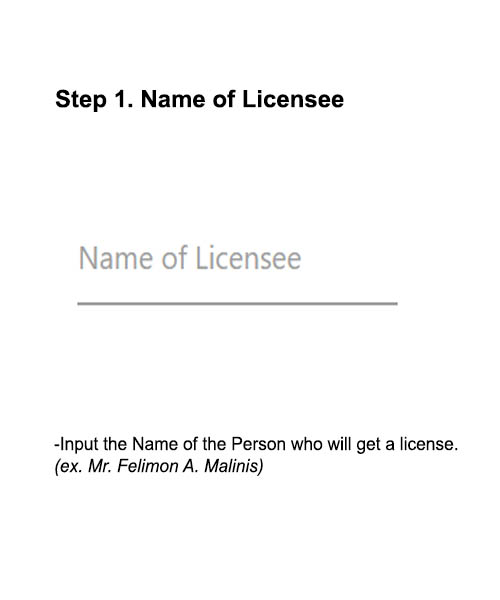 Step 1. Name of Licensee
Name of Licensee
-Input the Name of the Person who will get a license.
(ex. Mr. Felimon A. Malinis)